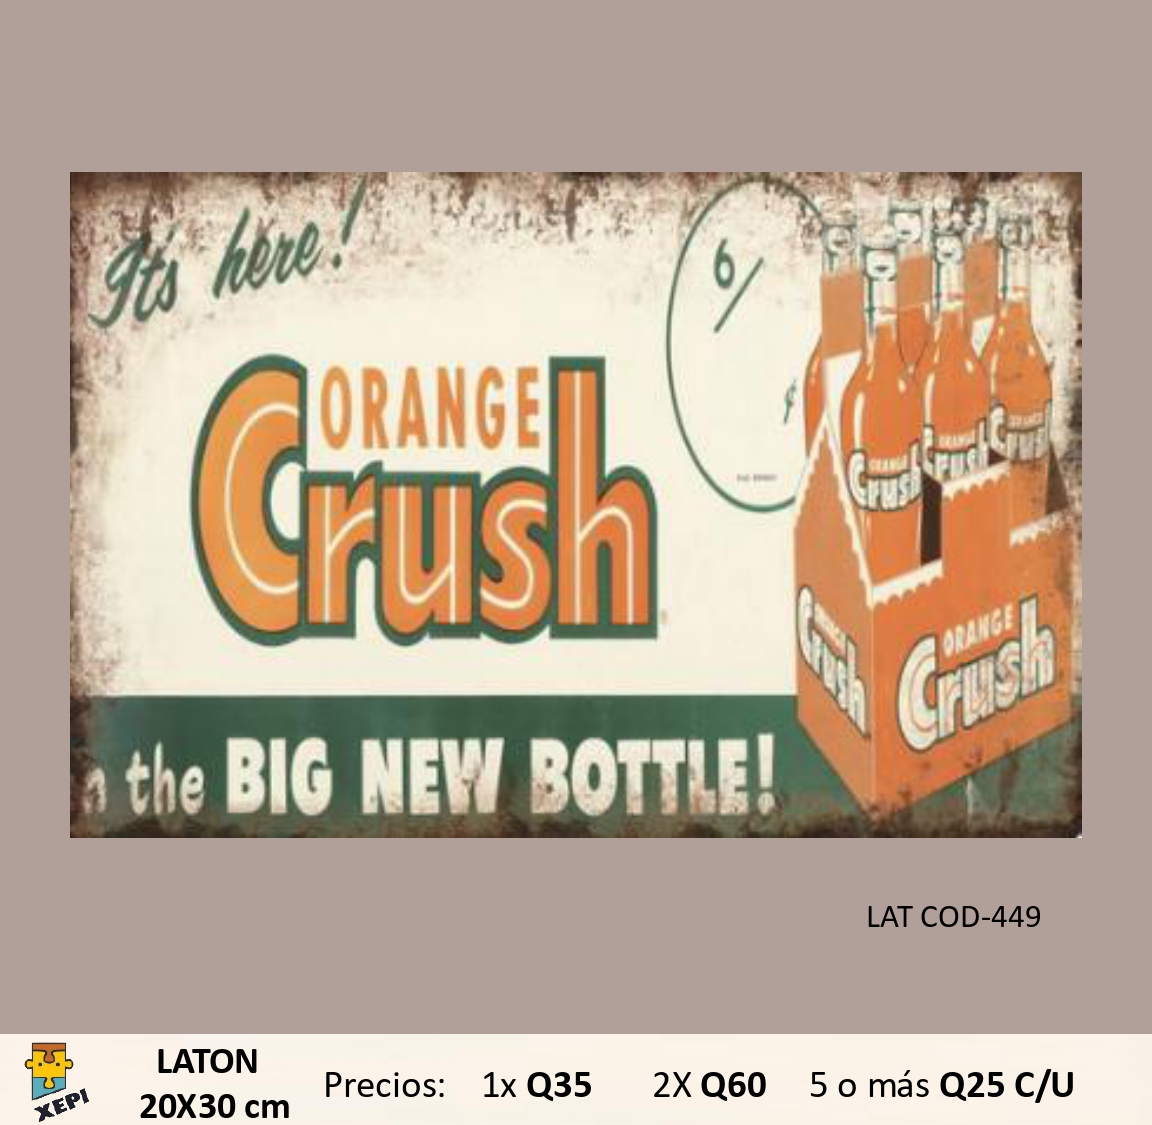 It's here!
6/
¢
ORANGE
Crush
ORANGE
Crush
ORANGE
Crush
Crush
Crush
ORANGE
Crush
n the BIG NEW BOTTLE!
LAT COD-449
XEPI
LATON
20X30 cm
Precios: 1x Q35 2X Q60 5 o más Q25 C/U